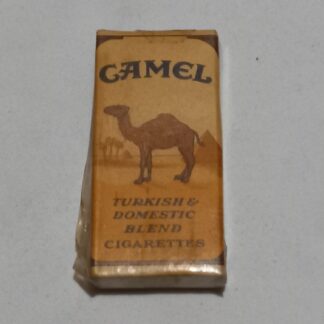 CAMEL
TURKISH &
DOMESTIC
BLEND
CIGARETTES